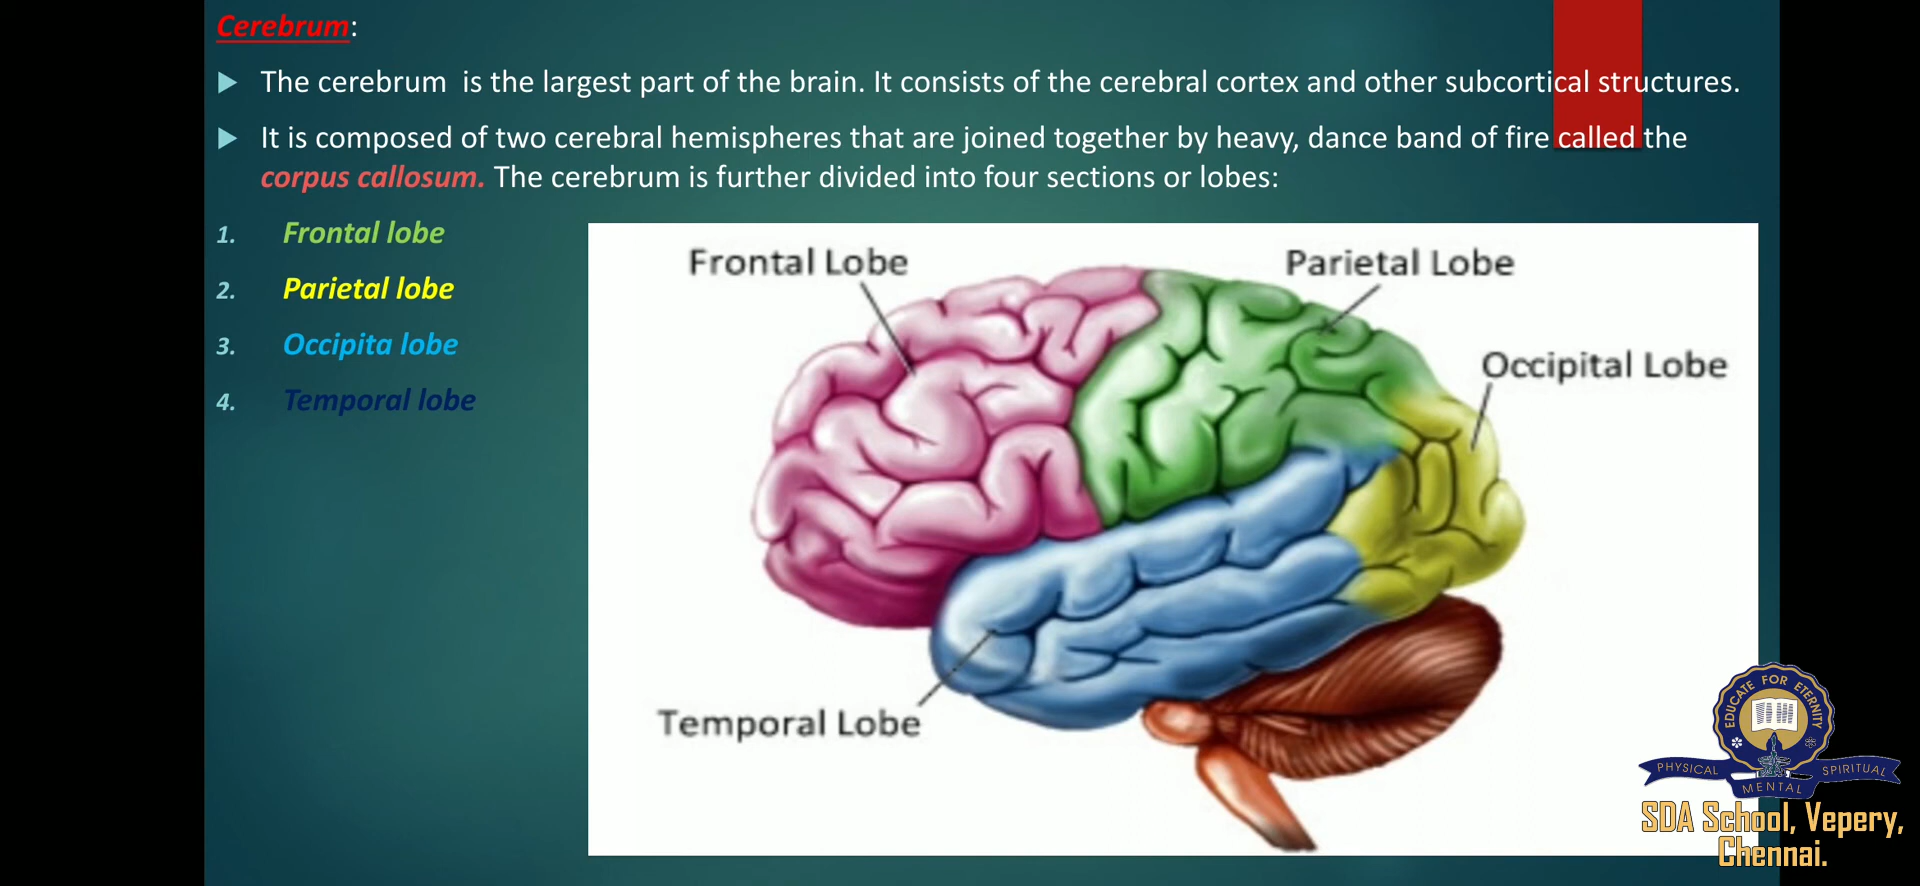 Cerebrum:
The cerebrum is the largest part of the brain. It consists of the cerebral cortex and other subcortical structures.
It is composed of two cerebral hemispheres that are joined together by heavy, dance band of fire called the
corpus callosum. The cerebrum is further divided into four sections or lobes:
1. Frontal lobe
2. Parietal lobe
3. Occipita lobe
4. Temporal lobe
Frontal Lobe
Parietal Lobe
Occipital Lobe
Temporal Lobe
EDUCATE FOR ETERNITY
PHYSICAL
MENTAL
SPIRITUAL
SDA School, Vepery,
Chennai.